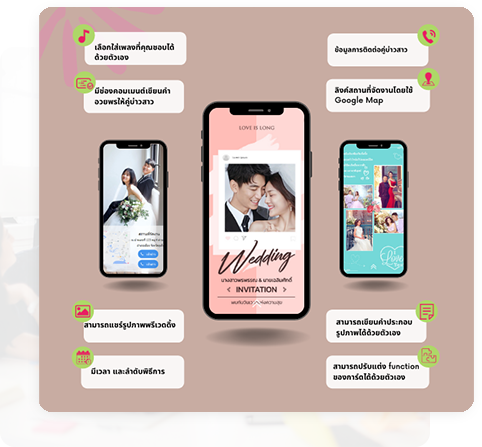 เลือกใส่เพลงที่คุณชอบได้
ด้วยตัวเอง
ข้อมูลการติดต่อคู่บ่าวสาว
มีช่องคอมเมนต์เขียนคำ
อวยพรให้คู่บ่าวสาว
ลิงค์สถานที่จัดงานโดยใช้
Google Map
LOVE IS LONG
Wedding
INVITATION
Love
สามารถแชร์รูปภาพพรีเวดดิ้ง
สามารถเขียนคำประกอบ
รูปภาพได้ด้วยตัวเอง
มีเวลา และลำดับพิธีการ
สามารถปรับแต่ง function
ของการ์ดได้ด้วยตัวเอง